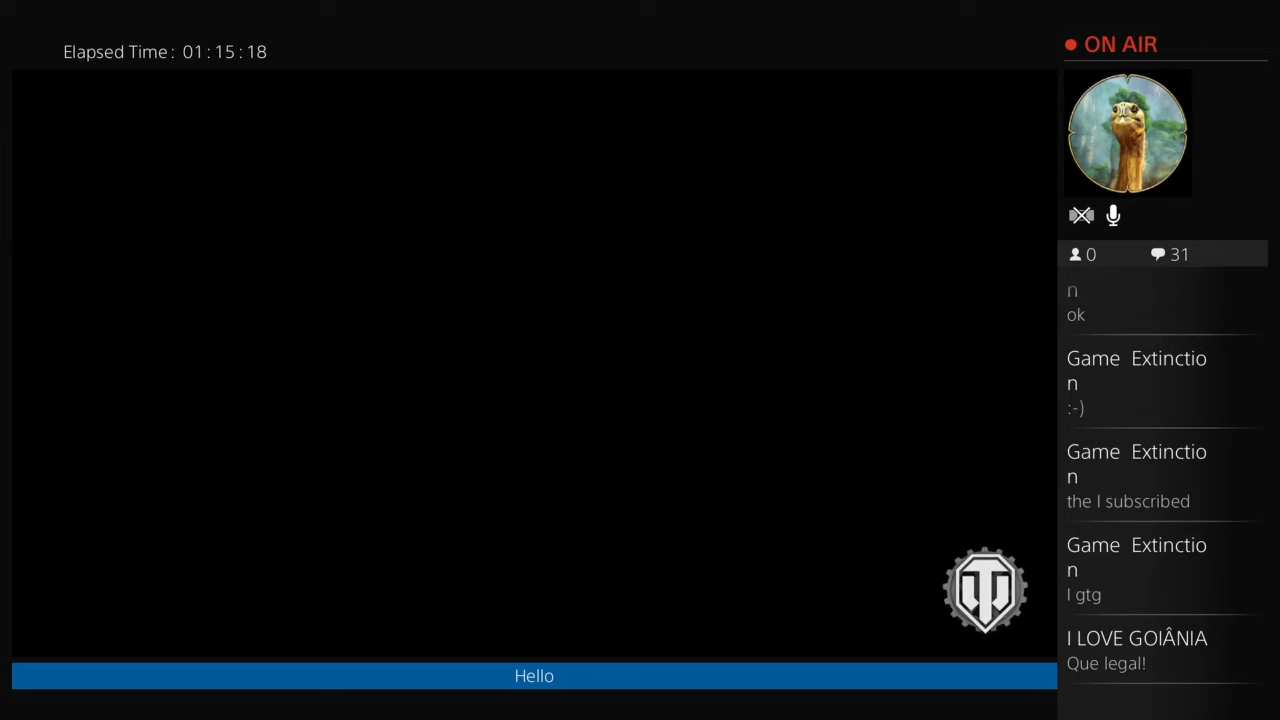 Elapsed Time: 01:15:18
ON AIR
0 31
n
ok
Game Extinctio
n
:-)
Game Extinctio
n
the I subscribed
Game Extinctio
n
I gtg
I LOVE GOIÂNIA
Que legal!
Hello